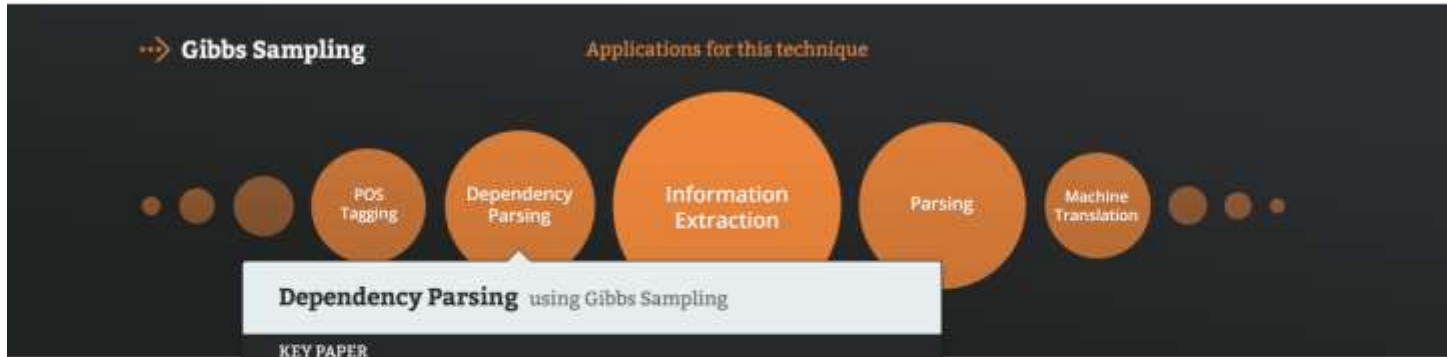 Gibbs Sampling
Applications for this technique
POS
Tagging
Dependency
Parsing
Information
Extraction
Parsing
Machine
Translation
Dependency Parsing using Gibbs Sampling
KEY PAPER